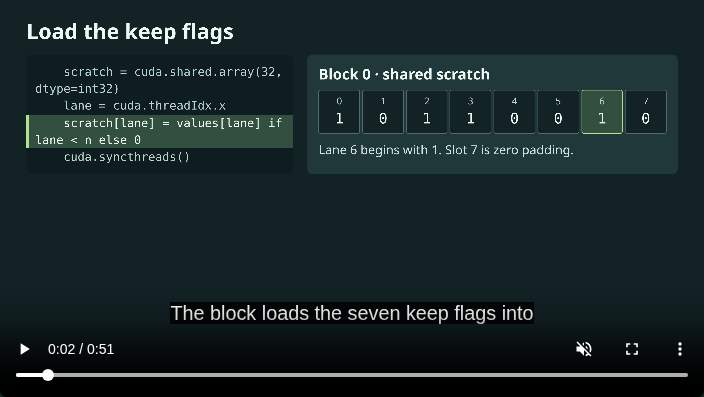 Load the keep flags
scratch = cuda.shared.array(32,
dtype=int32)
lane = cuda.threadIdx.x
scratch[lane] = values[lane] if
lane < n else 0
cuda.syncthreads()
Block 0 · shared scratch
0 1 2 3 4 5 6 7
1 0 1 1 0 0 1 0
Lane 6 begins with 1. Slot 7 is zero padding.
The block loads the seven keep flags into
0:02 / 0:51